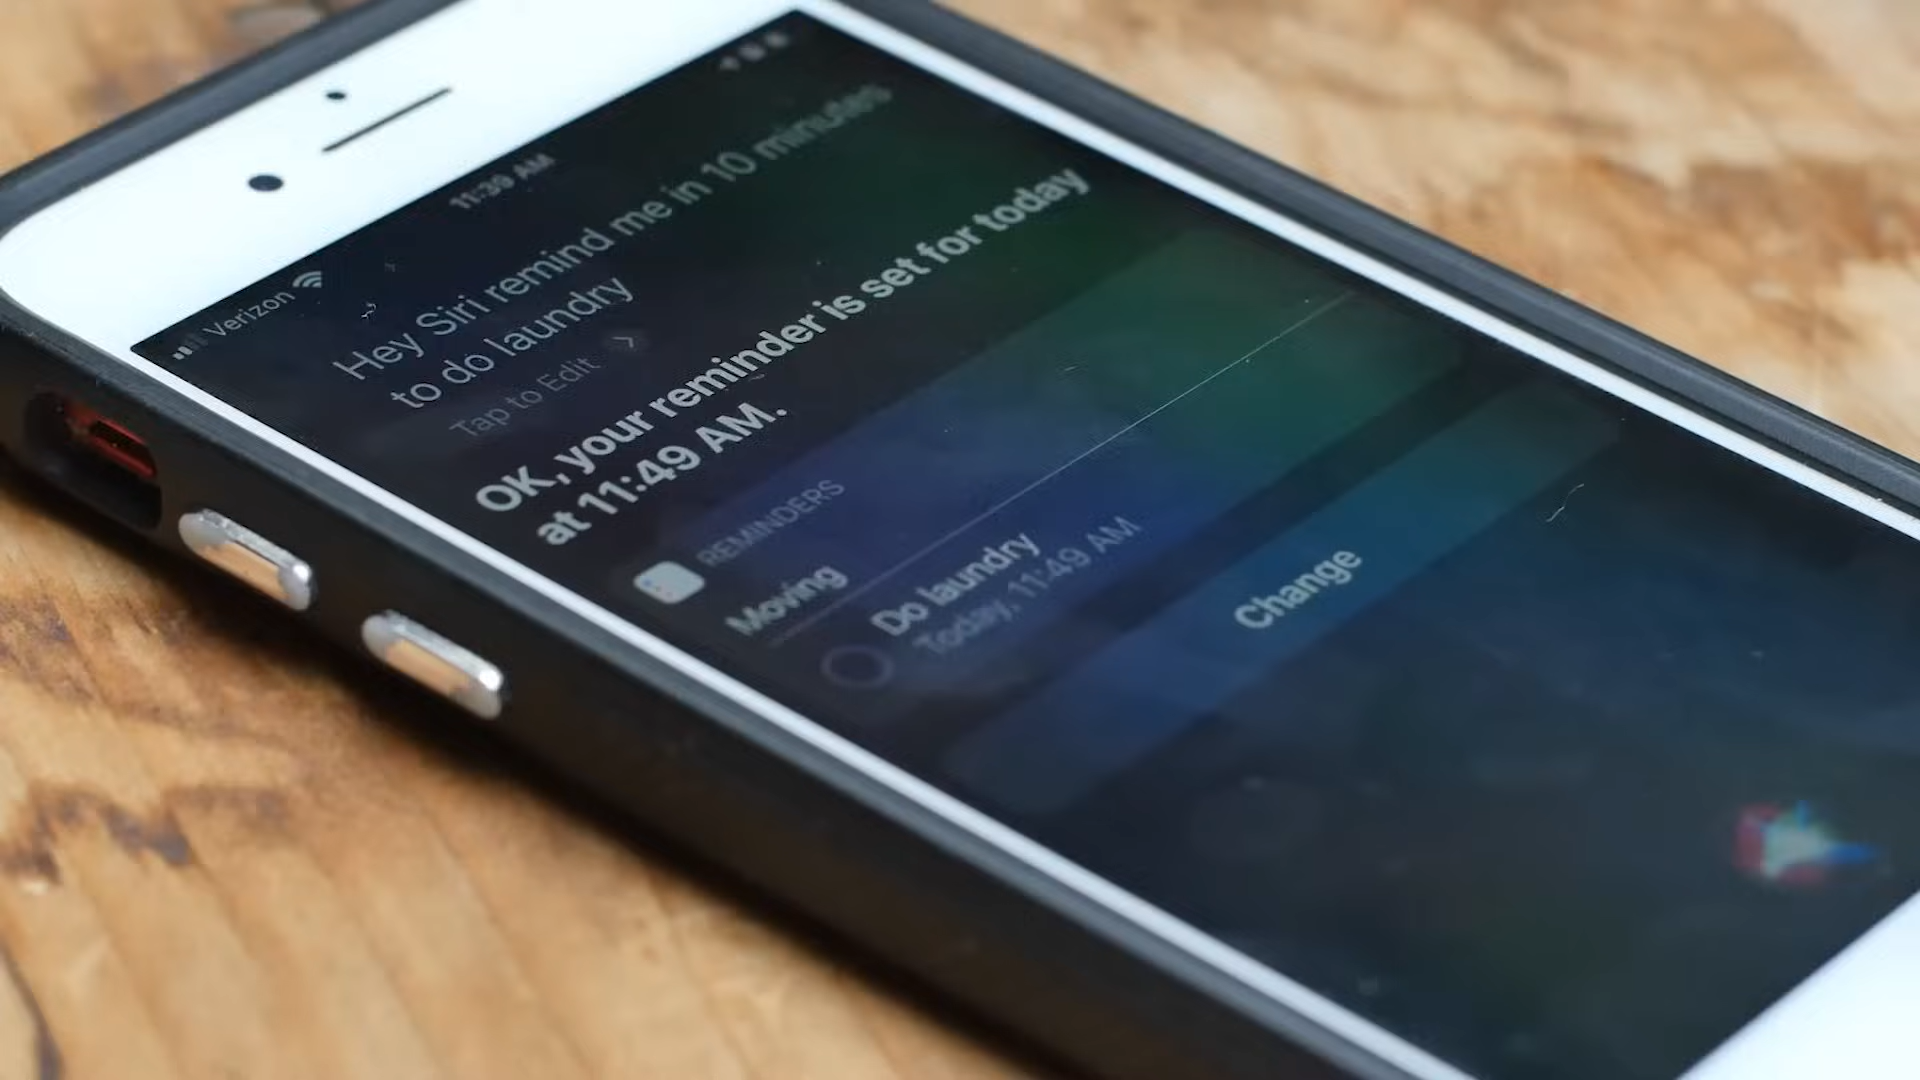 Verizon 11:39 AM
Hey Siri remind me in 10 minutes
to do laundry
Tap to Edit
OK, your reminder is set for today
at 11:49 AM.
REMINDERS
Moving
Do laundry
Today, 11:49 AM
Change